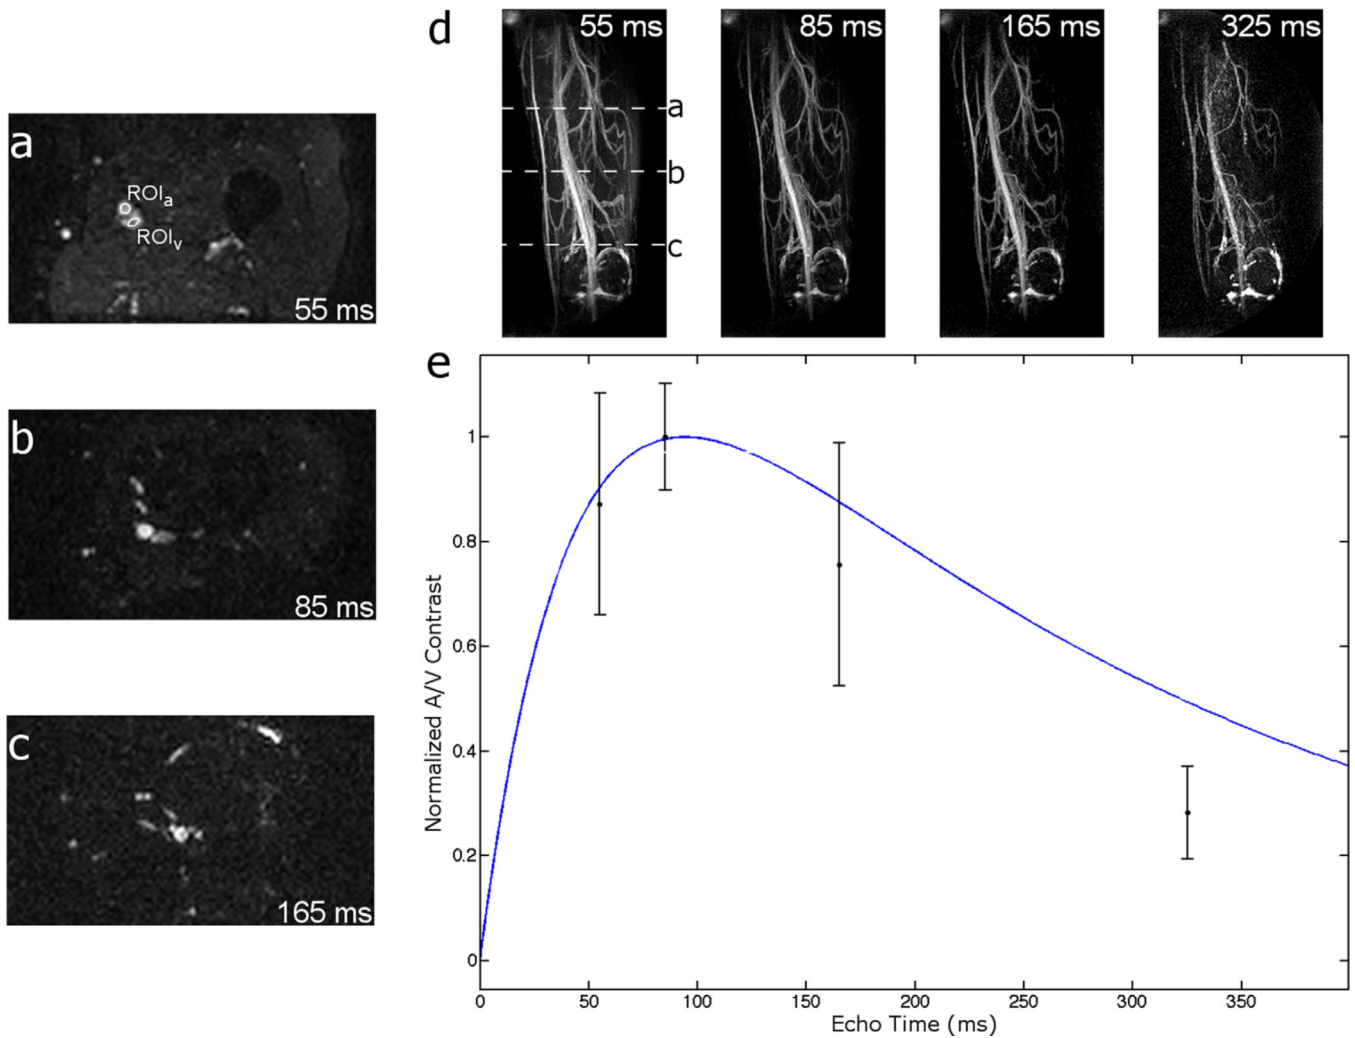 a
ROIa
ROIv
55 ms
b
85 ms
c
165 ms
d
55 ms
85 ms
165 ms
325 ms
a
b
c
e
1
0.8
0.6
0.4
0.2
0
Normalized A/V Contrast
0 50 100 150 200 250 300 350
Echo Time (ms)